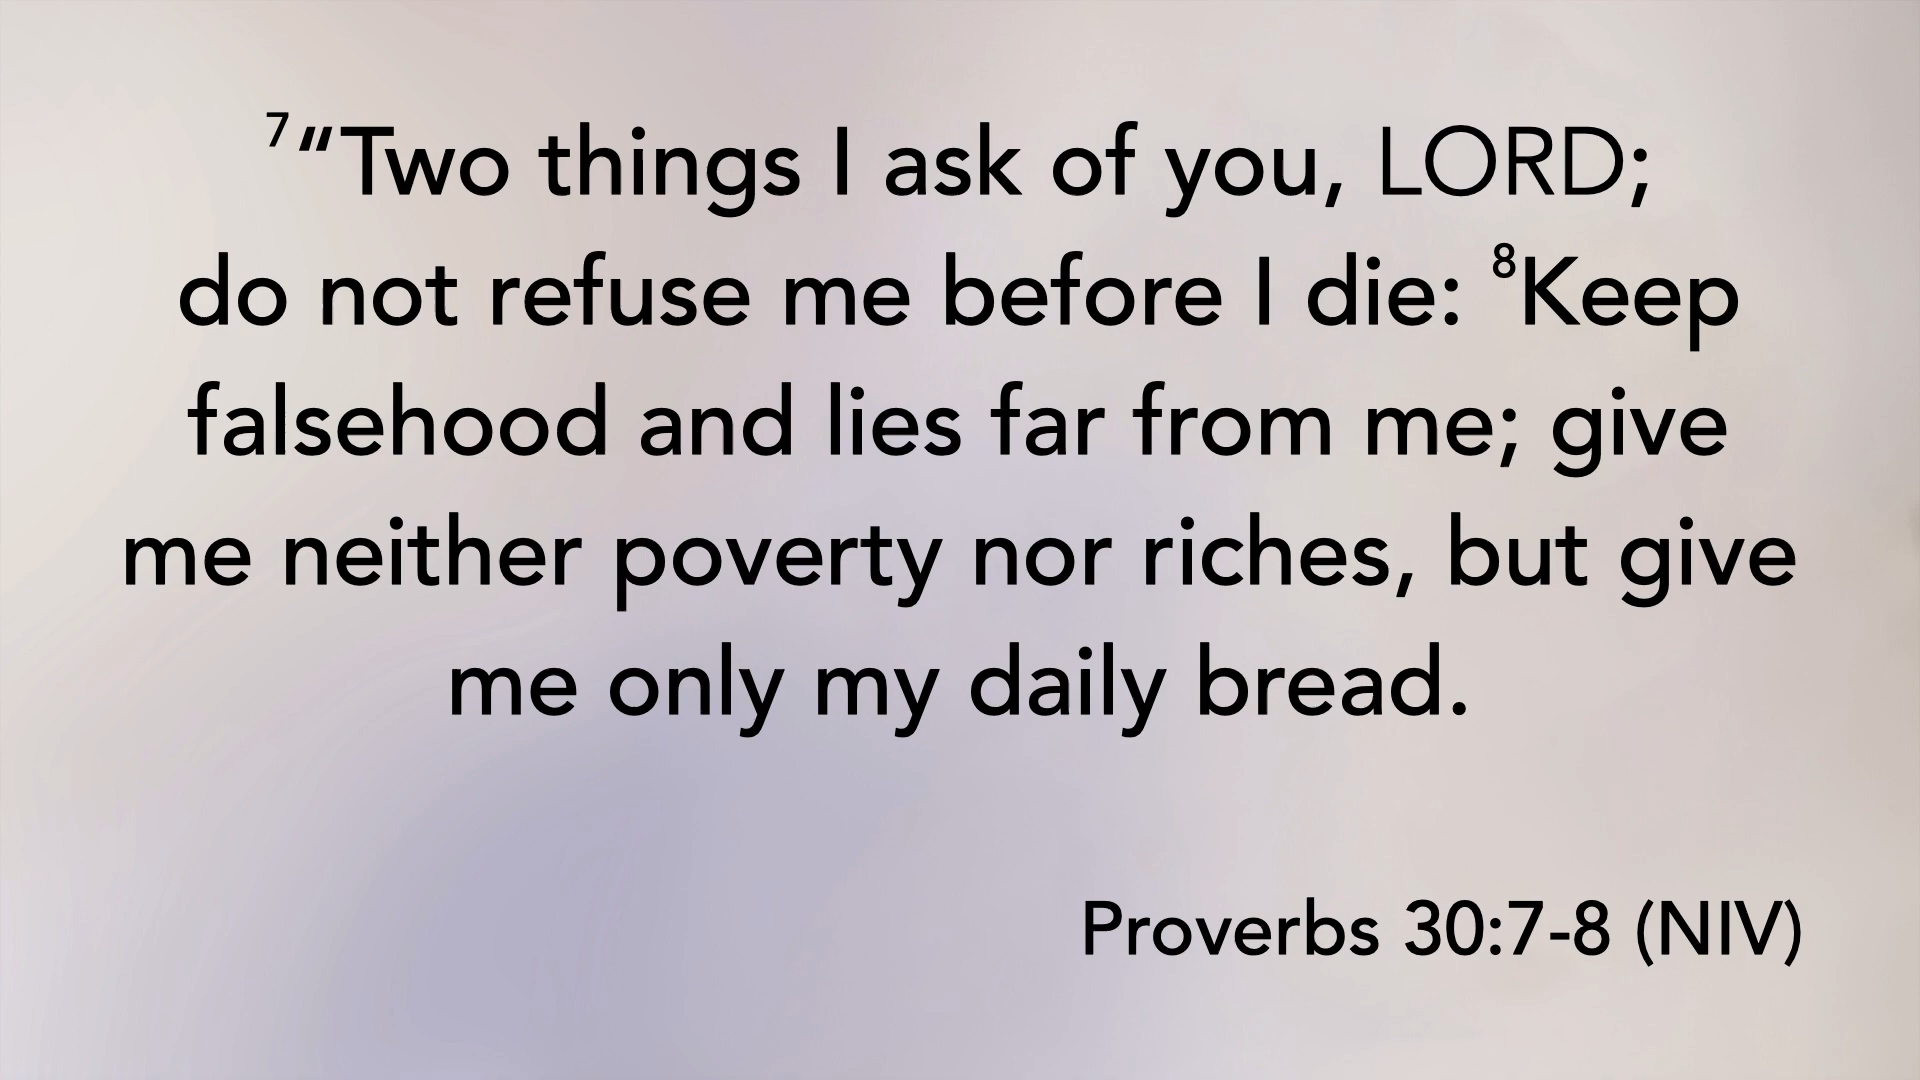 ⁷“Two things I ask of you, LORD;
do not refuse me before I die: ⁸Keep
falsehood and lies far from me; give
me neither poverty nor riches, but give
me only my daily bread.
Proverbs 30:7-8 (NIV)